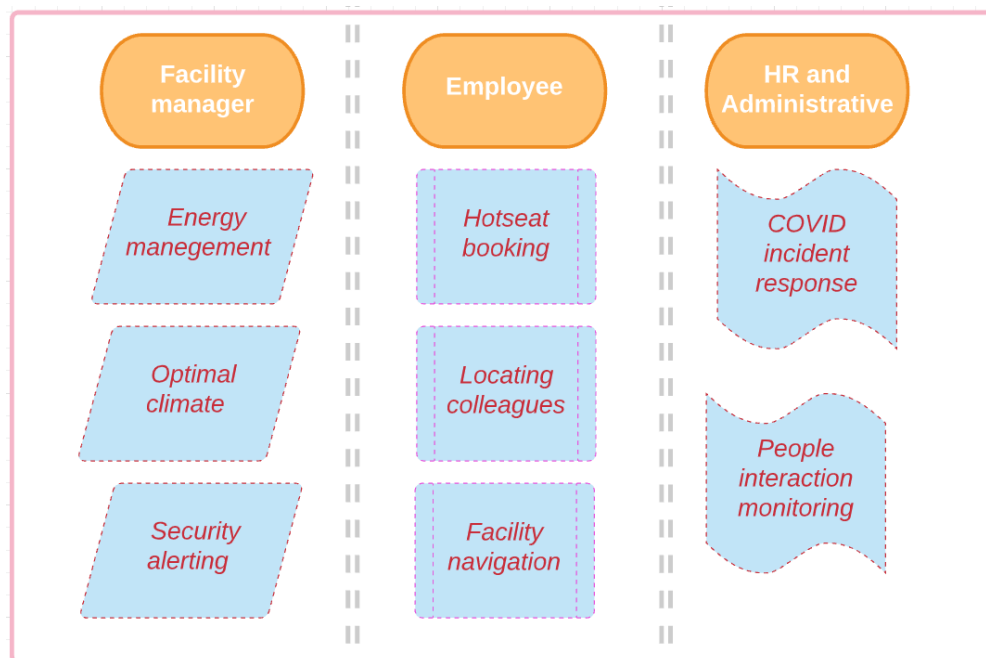 Facility
manager
Energy
manegement
Optimal
climate
Security
alerting
Employee
Hotseat
booking
Locating
colleagues
Facility
navigation
HR and
Administrative
COVID
incident
response
People
interaction
monitoring